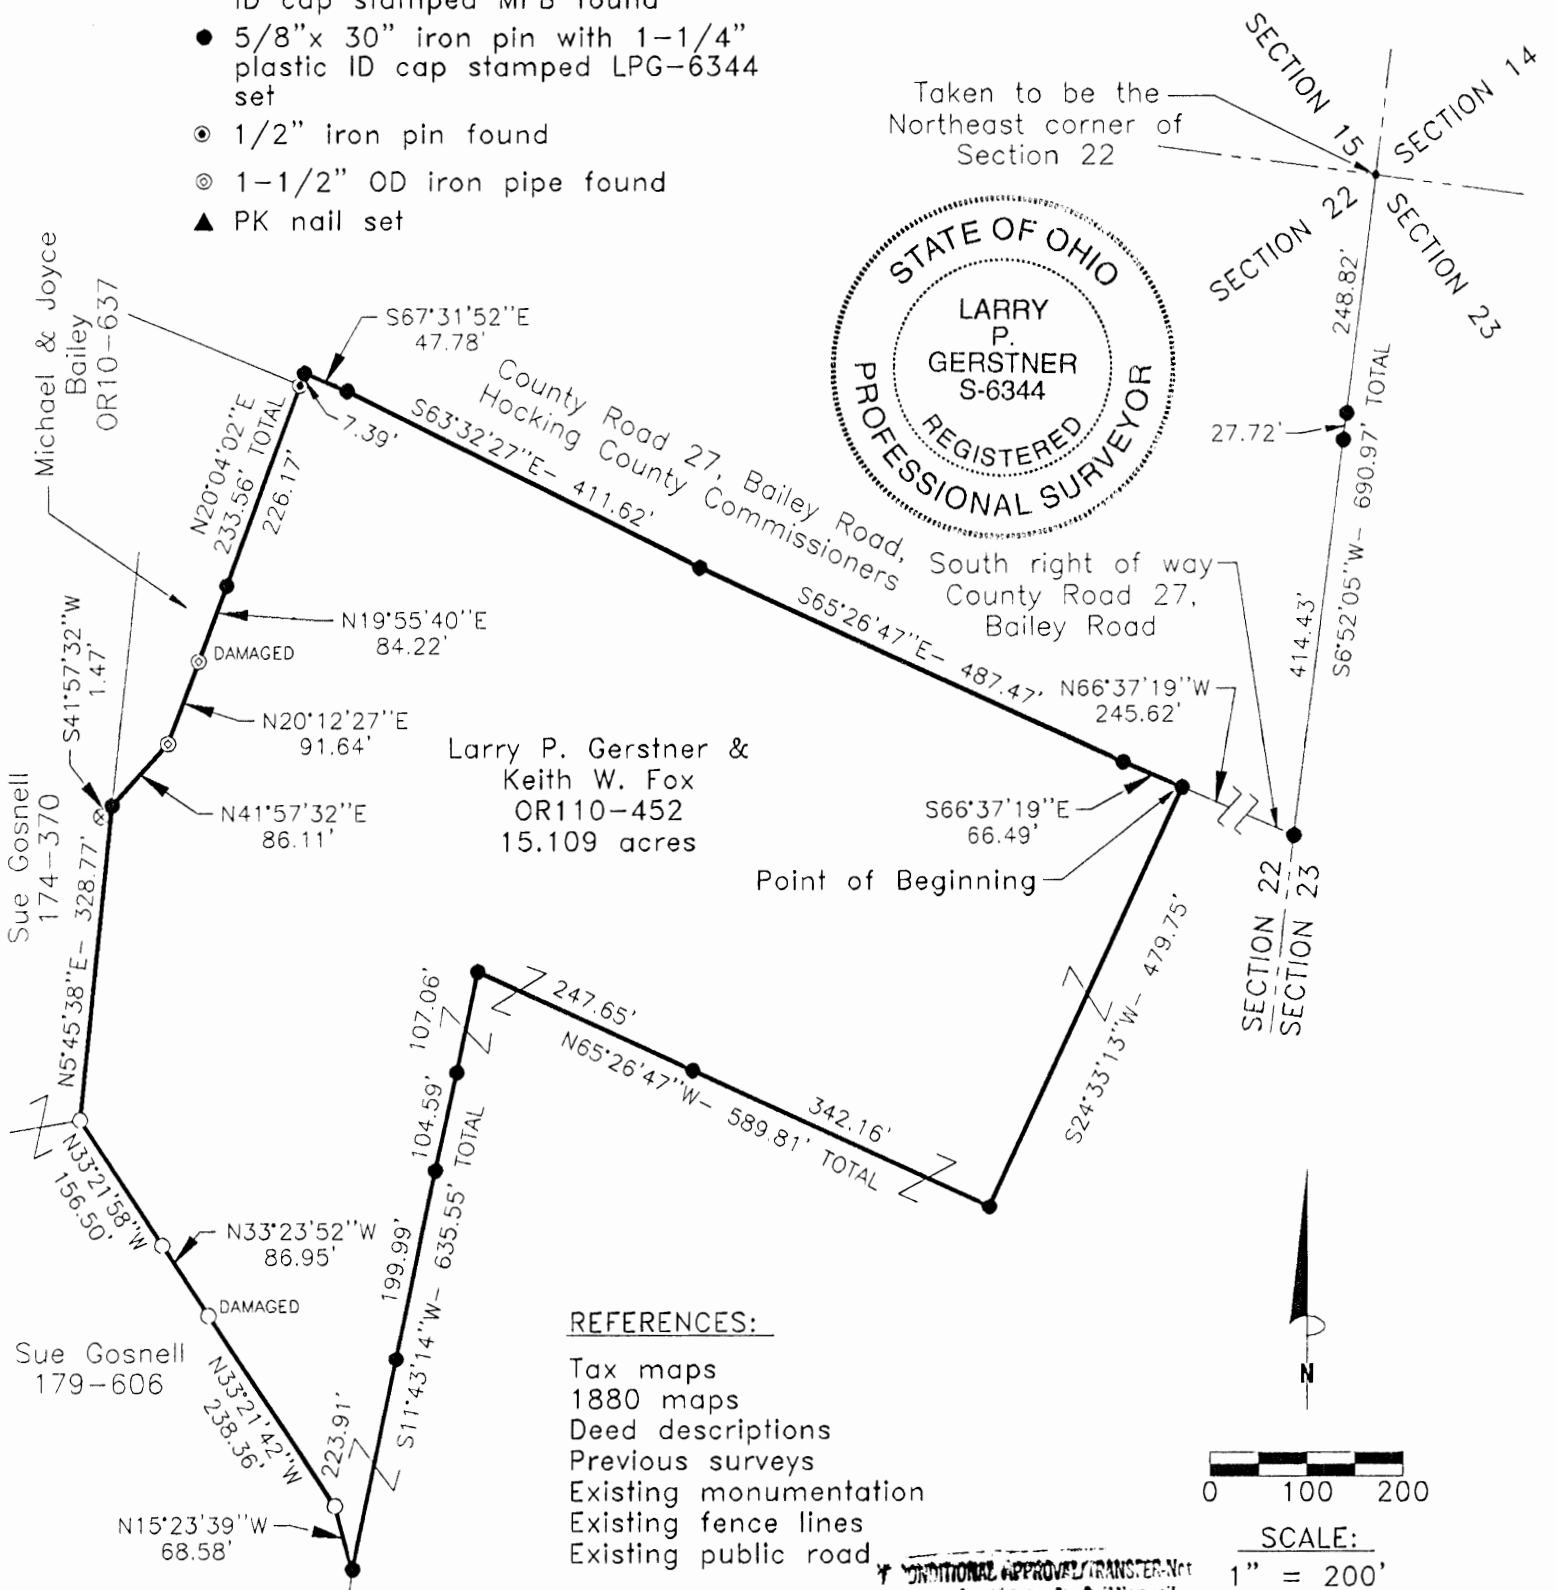 ID cap stamped MPB found
5/8"x 30" iron pin with 1-1/4"
plastic ID cap stamped LPG-6344
set
1/2" iron pin found
1-1/2" OD iron pipe found
PK nail set
Taken to be the
Northeast corner of
Section 22
SECTION 15
SECTION 14
SECTION 22
SECTION 23
STATE OF OHIO
LARRY
P.
GERSTNER
S-6344
REGISTERED
PROFESSIONAL SURVEYOR
248.82'
27.72'
414.43'
S6°52'05"W- 690.97' TOTAL
Michael & Joyce
Bailey
OR10-637
S67°31'52"E
47.78'
7.39'
County Road 27, Bailey Road,
Hocking County Commissioners
S63°32'27"E- 411.62'
S65°26'47"E- 487.47'
South right of way
County Road 27,
Bailey Road
N66°37'19"W
245.62'
N20°04'02"E
233.56' TOTAL
226.17'
N19°55'40"E
84.22'
DAMAGED
N20°12'27"E
91.64'
S41°57'32"W
1.47'
N41°57'32"E
86.11'
Larry P. Gerstner &
Keith W. Fox
OR110-452
15.109 acres
S66°37'19"E
66.49'
Point of Beginning
SECTION 22
SECTION 23
Sue Gosnell
174-370
N5°45'38"E- 328.77'
S24°33'13"W- 479.75'
247.65'
N65°26'47"W- 589.81' TOTAL
342.16'
107.06'
104.59'
199.99'
223.91'
S11°43'14"W- 635.55' TOTAL
N33°21'58"W
156.50'
N33°23'52"W
86.95'
DAMAGED
Sue Gosnell
179-606
N33°21'42"W
238.36'
N15°23'39"W
68.58'
REFERENCES:
Tax maps
1880 maps
Deed descriptions
Previous surveys
Existing monumentation
Existing fence lines
Existing public road
N
0 100 200
SCALE:
1" = 200'
CONDITIONAL APPROVAL/TRANSFER-Not